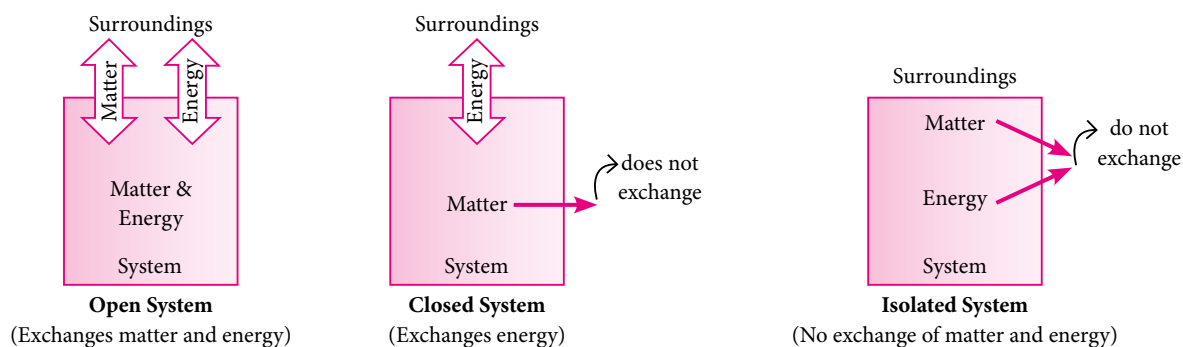 Surroundings
Matter
Energy
Matter &
Energy
System
Open System
(Exchanges matter and energy)
Surroundings
Energy
does not
exchange
Matter
System
Closed System
(Exchanges energy)
Surroundings
Matter
do not
exchange
Energy
System
Isolated System
(No exchange of matter and energy)